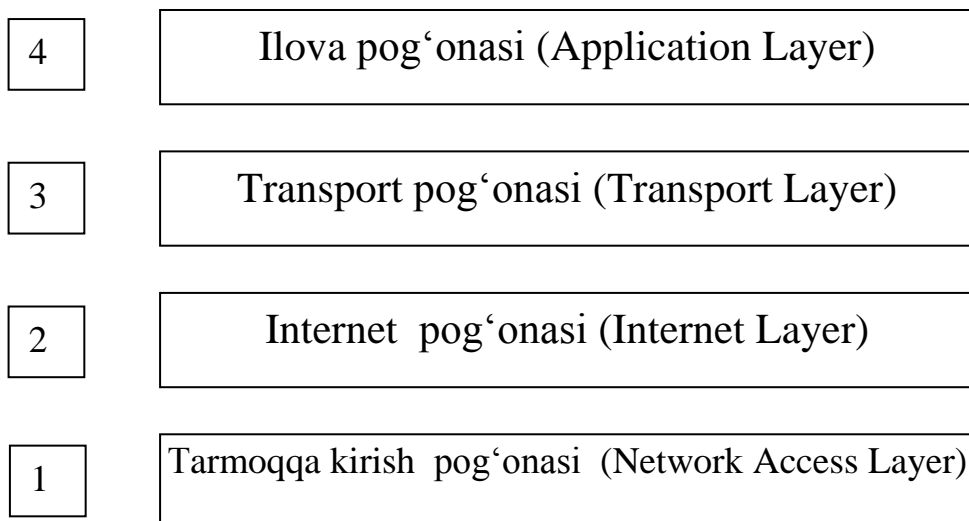 4 Ilova pog‘onasi (Application Layer)
3 Transport pog‘onasi (Transport Layer)
2 Internet pog‘onasi (Internet Layer)
1 Tarmoqqa kirish pog‘onasi (Network Access Layer)